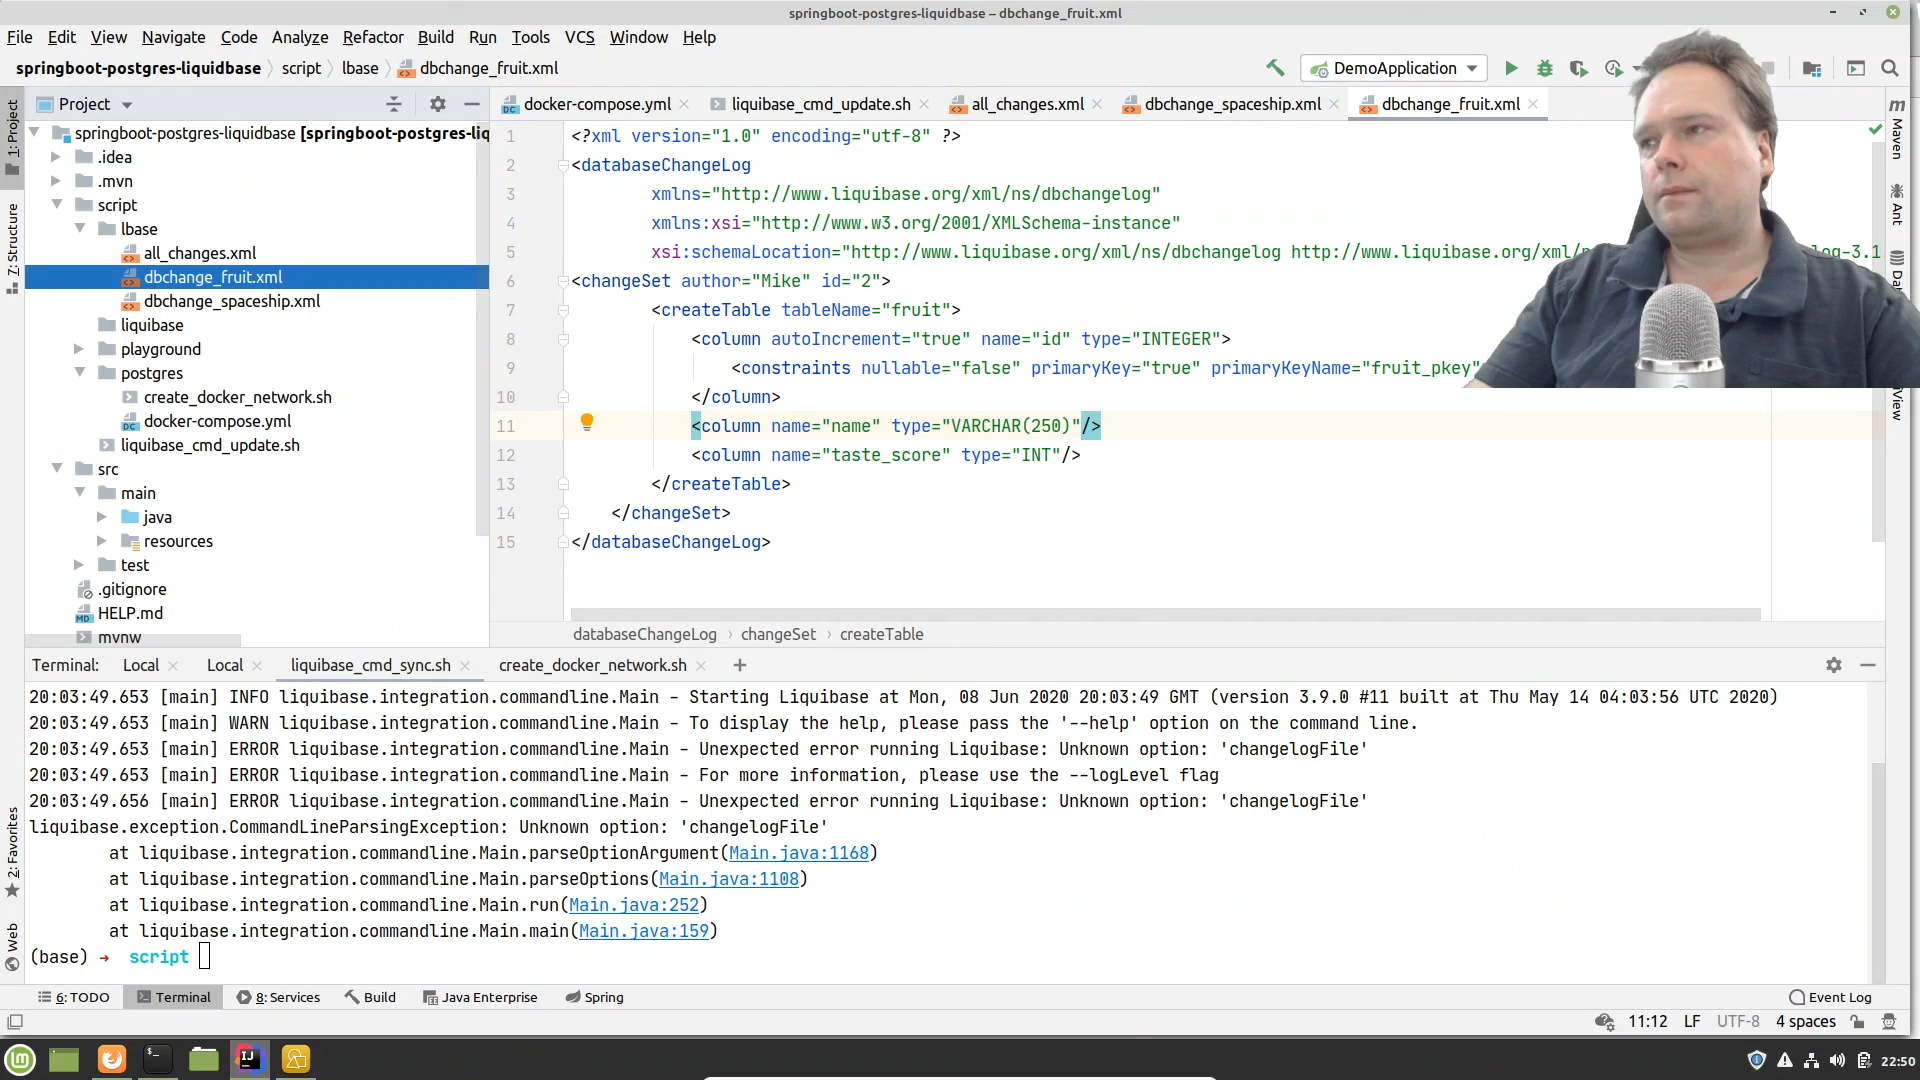 springboot-postgres-liquidbase – dbchange_fruit.xml
File Edit View Navigate Code Analyze Refactor Build Run Tools VCS Window Help
springboot-postgres-liquidbase script lbase dbchange_fruit.xml
DemoApplication
Project
docker-compose.yml liquibase_cmd_update.sh all_changes.xml dbchange_spaceship.xml dbchange_fruit.xml
1: Project
7: Structure
2: Favorites
Web
Maven
Ant
springboot-postgres-liquidbase [springboot-postgres-liq
.idea
.mvn
script
lbase
all_changes.xml
dbchange_fruit.xml
dbchange_spaceship.xml
liquibase
playground
postgres
create_docker_network.sh
docker-compose.yml
liquibase_cmd_update.sh
src
main
java
resources
test
.gitignore
HELP.md
mvnw
1 <?xml version="1.0" encoding="utf-8" ?>
2 <databaseChangeLog
3 xmlns="http://www.liquibase.org/xml/ns/dbchangelog"
4 xmlns:xsi="http://www.w3.org/2001/XMLSchema-instance"
5 xsi:schemaLocation="http://www.liquibase.org/xml/ns/dbchangelog http://www.liquibase.org/xml/
6 <changeSet author="Mike" id="2">
7 <createTable tableName="fruit">
8 <column autoIncrement="true" name="id" type="INTEGER">
9 <constraints nullable="false" primaryKey="true" primaryKeyName="fruit_pkey"
10 </column>
11 <column name="name" type="VARCHAR(250)"/>
12 <column name="taste_score" type="INT"/>
13 </createTable>
14 </changeSet>
15 </databaseChangeLog>
databaseChangeLog › changeSet › createTable
Terminal: Local Local liquibase_cmd_sync.sh create_docker_network.sh +
20:03:49.653 [main] INFO liquibase.integration.commandline.Main - Starting Liquibase at Mon, 08 Jun 2020 20:03:49 GMT (version 3.9.0 #11 built at Thu May 14 04:03:56 UTC 2020)
20:03:49.653 [main] WARN liquibase.integration.commandline.Main - To display the help, please pass the '--help' option on the command line.
20:03:49.653 [main] ERROR liquibase.integration.commandline.Main - Unexpected error running Liquibase: Unknown option: 'changelogFile'
20:03:49.653 [main] ERROR liquibase.integration.commandline.Main - For more information, please use the --logLevel flag
20:03:49.656 [main] ERROR liquibase.integration.commandline.Main - Unexpected error running Liquibase: Unknown option: 'changelogFile'
liquibase.exception.CommandLineParsingException: Unknown option: 'changelogFile'
at liquibase.integration.commandline.Main.parseOptionArgument(Main.java:1168)
at liquibase.integration.commandline.Main.parseOptions(Main.java:1108)
at liquibase.integration.commandline.Main.run(Main.java:252)
at liquibase.integration.commandline.Main.main(Main.java:159)
(base) → script
6: TODO Terminal 8: Services Build Java Enterprise Spring Event Log
11:12 LF UTF-8 4 spaces
22:50